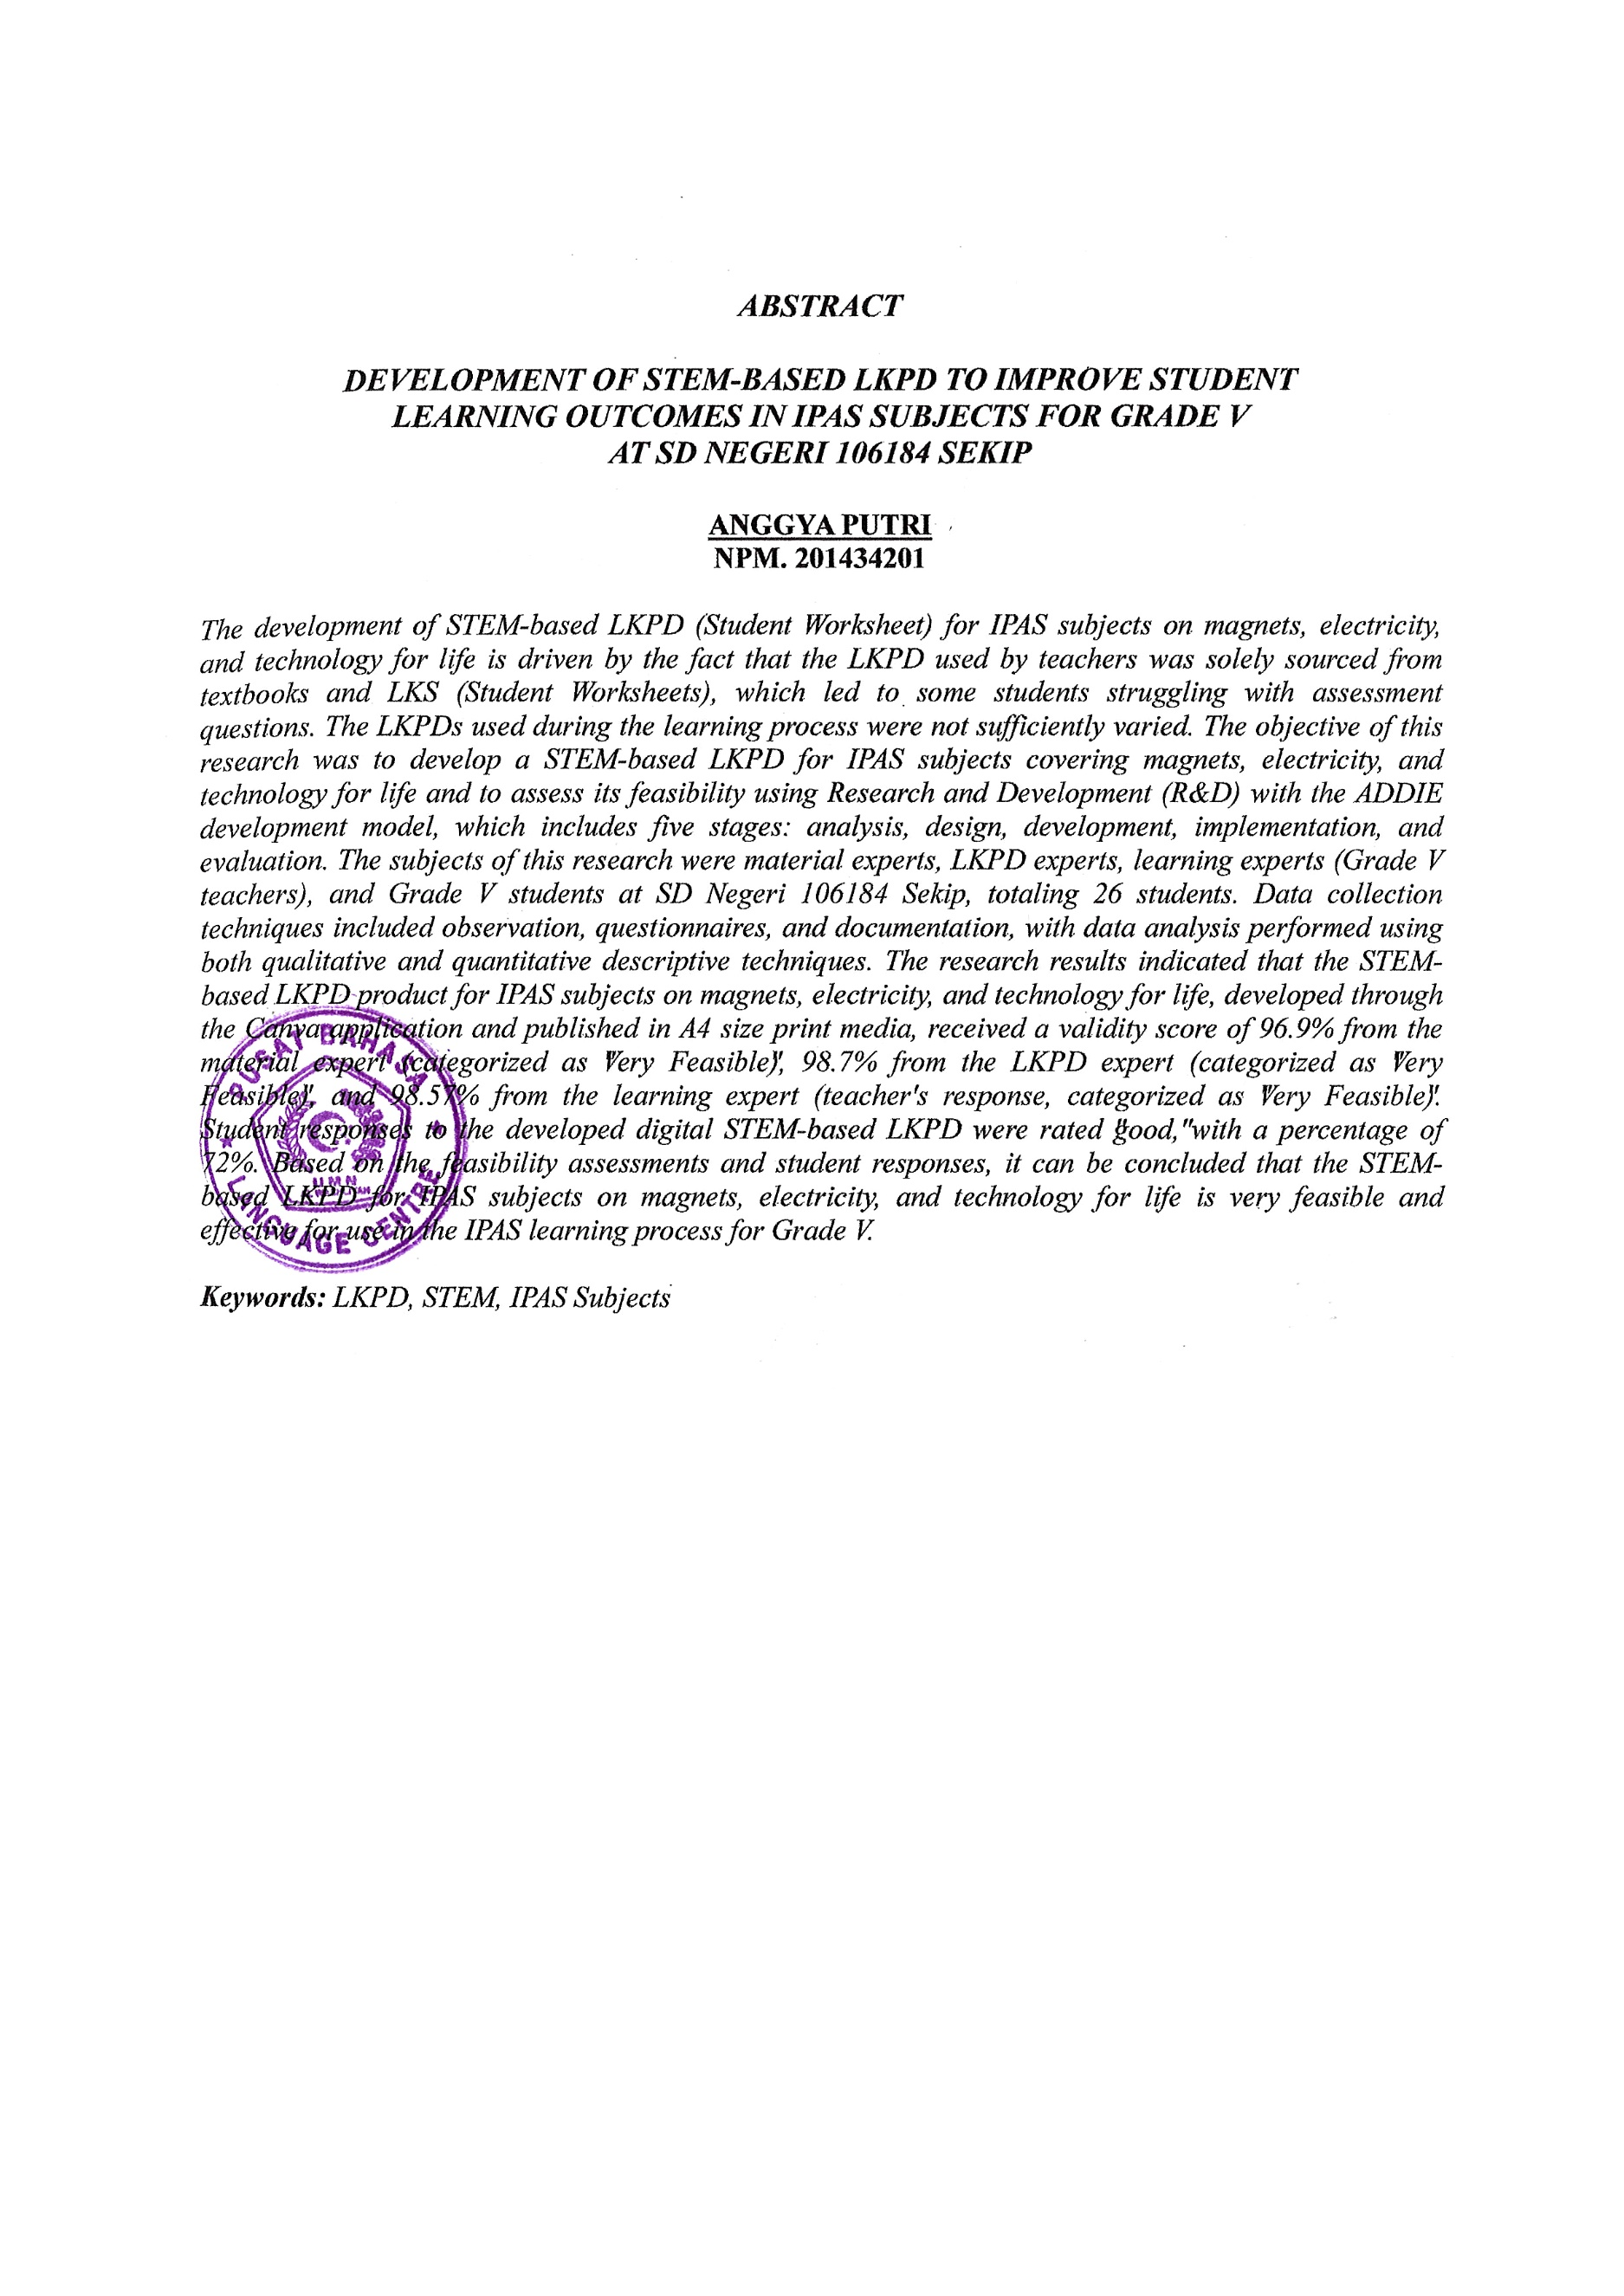 ABSTRACT
DEVELOPMENT OF STEM-BASED LKPD TO IMPROVE STUDENT
LEARNING OUTCOMES IN IPAS SUBJECTS FOR GRADE V
AT SD NEGERI 106184 SEKIP
ANGGYA PUTRI
NPM. 201434201
The development of STEM-based LKPD (Student Worksheet) for IPAS subjects on magnets, electricity,
and technology for life is driven by the fact that the LKPD used by teachers was solely sourced from
textbooks and LKS (Student Worksheets), which led to some students struggling with assessment
questions. The LKPDs used during the learning process were not sufficiently varied. The objective of this
research was to develop a STEM-based LKPD for IPAS subjects covering magnets, electricity, and
technology for life and to assess its feasibility using Research and Development (R&D) with the ADDIE
development model, which includes five stages: analysis, design, development, implementation, and
evaluation. The subjects of this research were material experts, LKPD experts, learning experts (Grade V
teachers), and Grade V students at SD Negeri 106184 Sekip, totaling 26 students. Data collection
techniques included observation, questionnaires, and documentation, with data analysis performed using
both qualitative and quantitative descriptive techniques. The research results indicated that the STEM-
based LKPD product for IPAS subjects on magnets, electricity, and technology for life, developed through
the Canva application and published in A4 size print media, received a validity score of 96.9% from the
material expert (categorized as "Very Feasible)", 98.7% from the LKPD expert (categorized as "Very
Feasible)", and 98.57% from the learning expert (teacher's response, categorized as "Very Feasible)".
Student responses to the developed digital STEM-based LKPD were rated "good," with a percentage of
72%. Based on the feasibility assessments and student responses, it can be concluded that the STEM-
based LKPD for IPAS subjects on magnets, electricity, and technology for life is very feasible and
effective for use in the IPAS learning process for Grade V.
Keywords: LKPD, STEM, IPAS Subjects
PUSAT BAHASA
UMN
LANGUAGE CENTRE